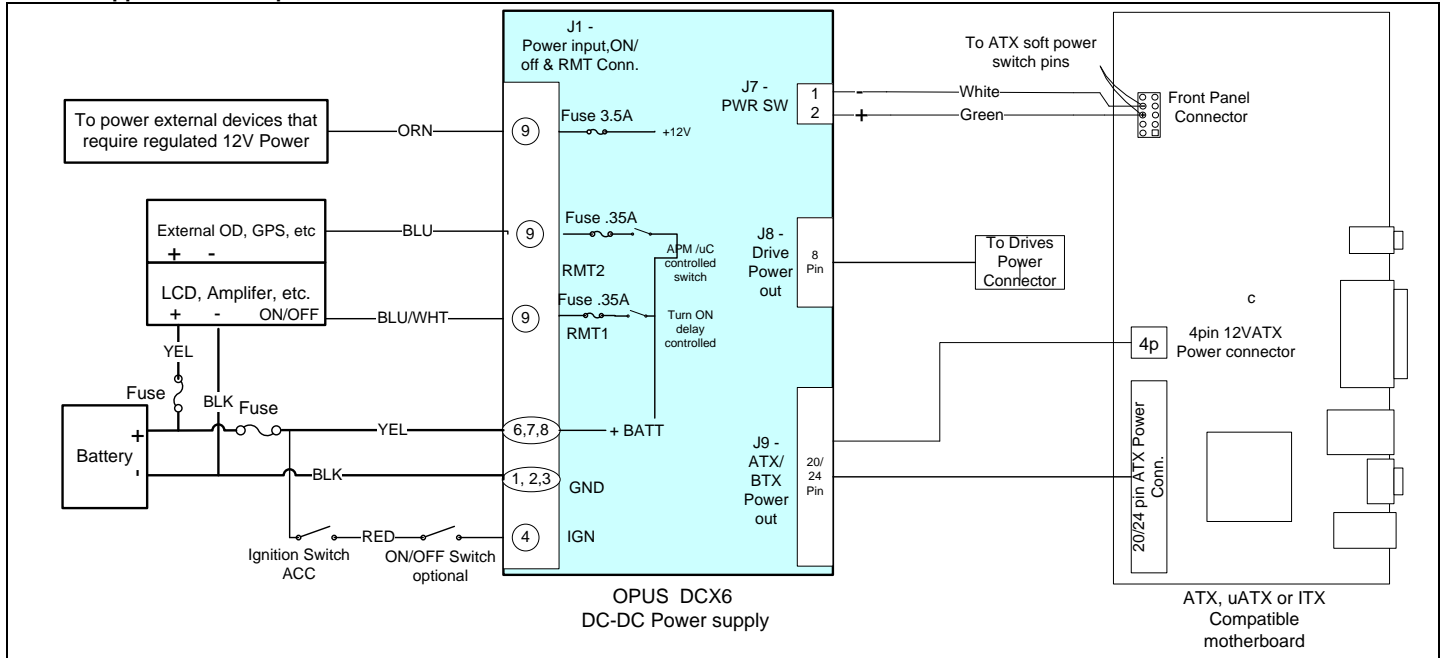 J1 -
Power input,ON/
off & RMT Conn.
To power external devices that
require regulated 12V Power
ORN
9
Fuse 3.5A
+12V
External OD, GPS, etc
+ -
BLU
9
Fuse .35A
RMT2
APM /uC
controlled
switch
LCD, Amplifer, etc.
+ - ON/OFF
BLU/WHT
9
Fuse .35A
RMT1
Turn ON
delay
controlled
YEL
Fuse
BLK
Fuse
Battery
+
-
YEL
6,7,8
+ BATT
BLK
1, 2,3
GND
Ignition Switch
ACC
RED
ON/OFF Switch
optional
4
IGN
J7 -
PWR SW
1
2
-
White
+
Green
To ATX soft power
switch pins
Front Panel
Connector
J8 -
Drive
Power
out
8
Pin
To Drives
Power
Connector
J9 -
ATX/
BTX
Power
out
20/
24
Pin
c
4p
4pin 12VATX
Power connector
20/24 pin ATX Power
Conn.
OPUS DCX6
DC-DC Power supply
ATX, uATX or ITX
Compatible
motherboard